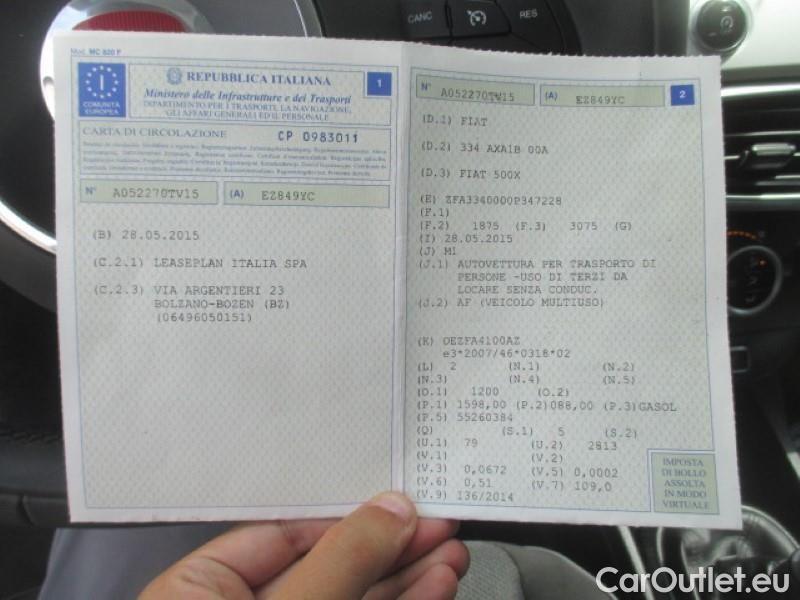 CANC
RES
Mod. MC 820 F
i
COMUNITÀ
EUROPEA
REPUBBLICA ITALIANA
1
Ministero delle Infrastrutture e dei Trasporti
DIPARTIMENTO PER I TRASPORTI, LA NAVIGAZIONE,
GLI AFFARI GENERALI ED IL PERSONALE
CARTA DI CIRCOLAZIONE CP 0983011
N° A052270TV15 (A) EZ849YC
(B) 28.05.2015
(C.2.1) LEASEPLAN ITALIA SPA
(C.2.3) VIA ARGENTIERI 23
BOLZANO-BOZEN (BZ)
(06496050151)
N° A052270TV15 (A) EZ849YC 2
(D.1) FIAT
(D.2) 334 AXA1B 00A
(D.3) FIAT 500X
(E) ZFA3340000P347228
(F.1)
(F.2) 1875 (F.3) 3075 (G)
(I) 28.05.2015
(J) M1
(J.1) AUTOVETTURA PER TRASPORTO DI
PERSONE -USO DI TERZI DA
LOCARE SENZA CONDUC.
(J.2) AF (VEICOLO MULTIUSO)
(K) OEZFA4100AZ
e3*2007/46*0318*02
(L) 2 (N.1) (N.2)
(N.3) (N.4) (N.5)
(O.1) 1200 (O.2)
(P.1) 1598,00 (P.2)088,00 (P.3)GASOL
(P.5) 55260384
(Q) (S.1) 5 (S.2)
(U.1) 79 (U.2) 2813
(V.1) (V.2)
(V.3) 0,0672 (V.5) 0,0002
(V.6) 0,51 (V.7) 109,0
(V.9) 136/2014
IMPOSTA
DI BOLLO
ASSOLTA
IN MODO
VIRTUALE
CarOutlet.eu